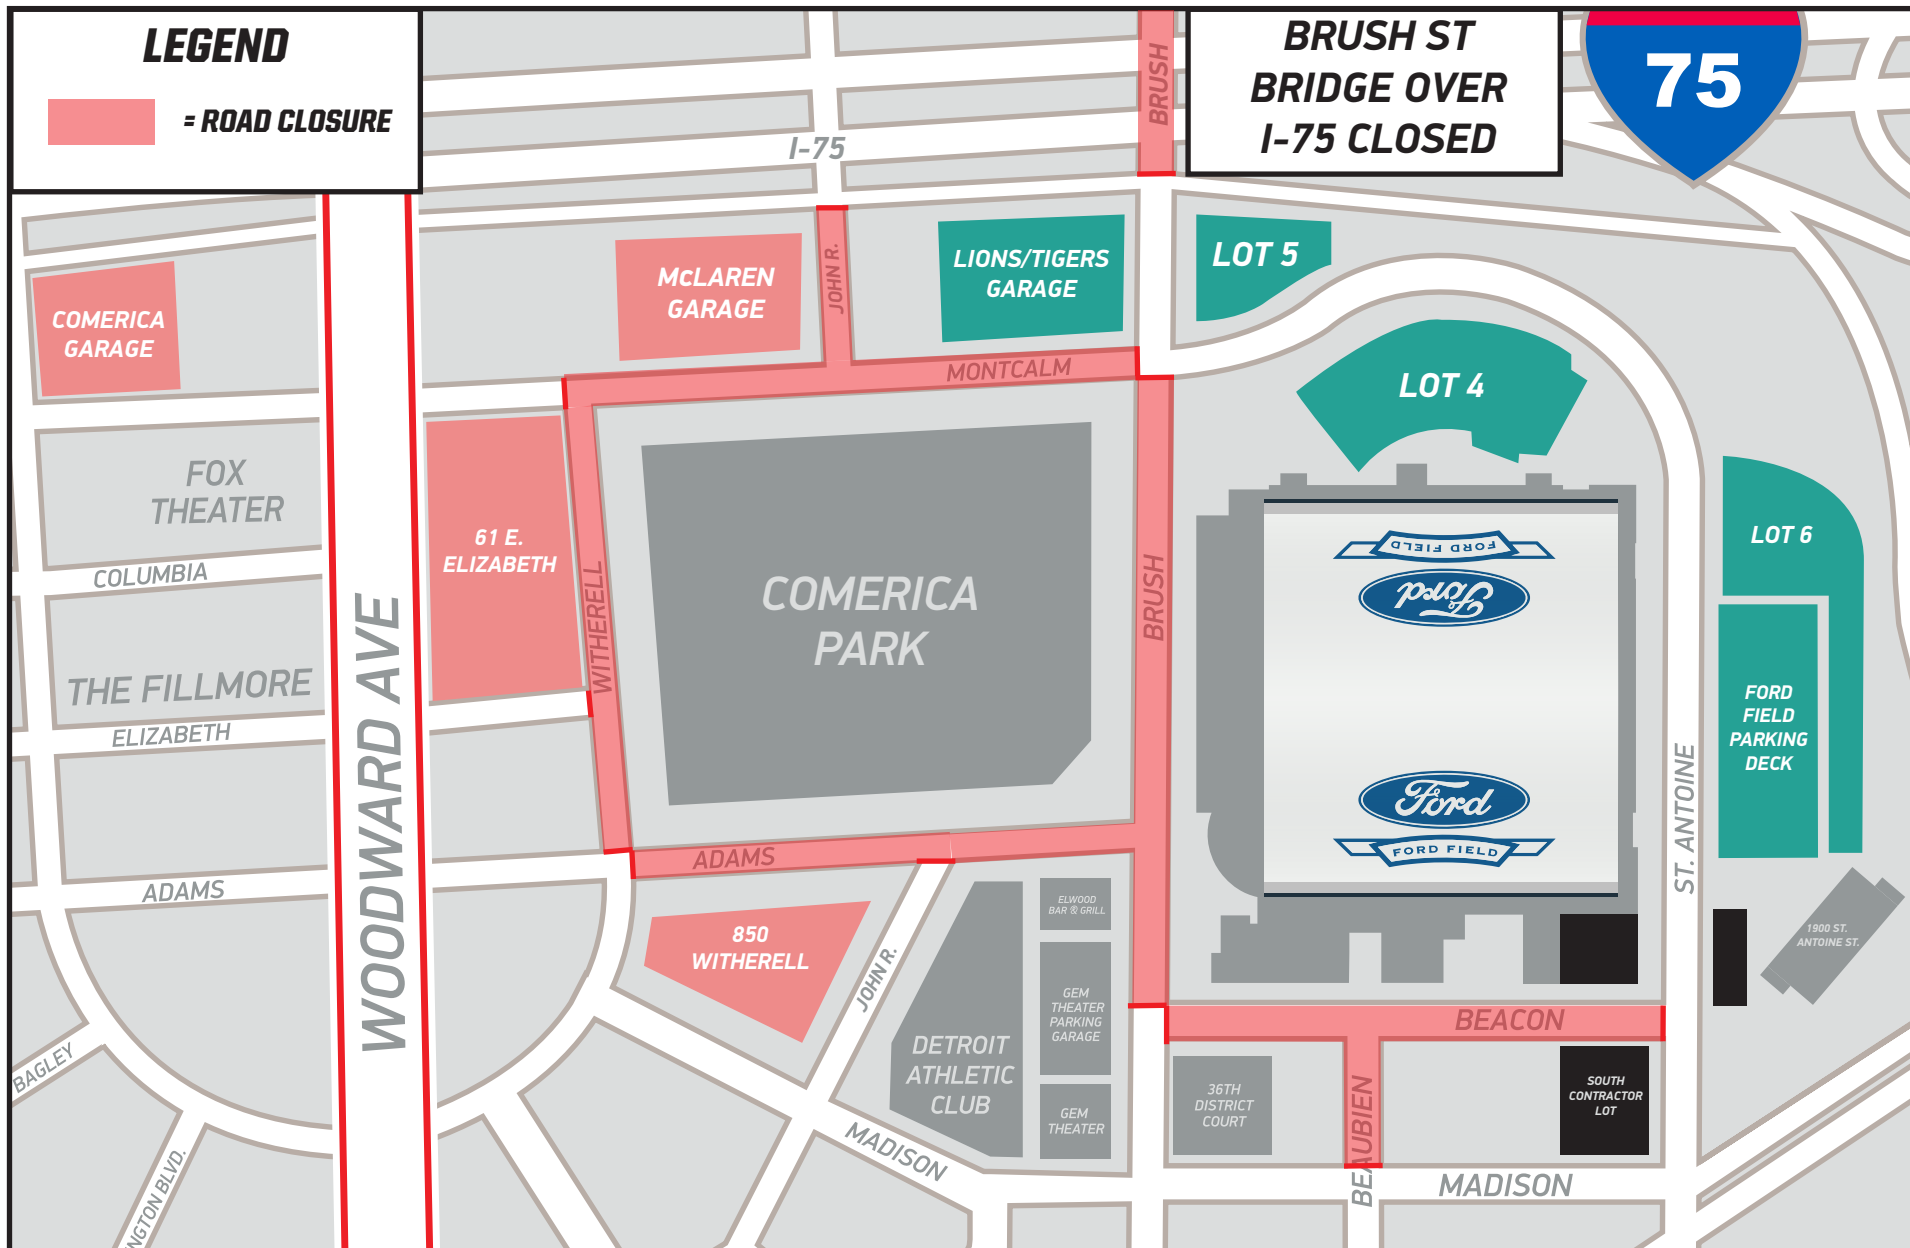 LEGEND
= ROAD CLOSURE
BRUSH ST
BRIDGE OVER
I-75 CLOSED
75
BRUSH
I-75
COMERICA
GARAGE
McLAREN
GARAGE
JOHN R.
LIONS/TIGERS
GARAGE
LOT 5
MONTCALM
LOT 4
FOX
THEATER
61 E.
ELIZABETH
WITHERELL
COMERICA
PARK
BRUSH
FORD FIELD
Ford
LOT 6
COLUMBIA
THE FILLMORE
ELIZABETH
WOODWARD AVE
FORD
FIELD
PARKING
DECK
ST. ANTOINE
Ford
FORD FIELD
ADAMS
ADAMS
850
WITHERELL
JOHN R.
ELWOOD
BAR & GRILL
1900 ST.
ANTOINE ST.
GEM
THEATER
PARKING
GARAGE
DETROIT
ATHLETIC
CLUB
BEACON
BAGLEY
36TH
DISTRICT
COURT
BEAUBIEN
SOUTH
CONTRACTOR
LOT
GEM
THEATER
MADISON
MADISON
NGTON BLVD.